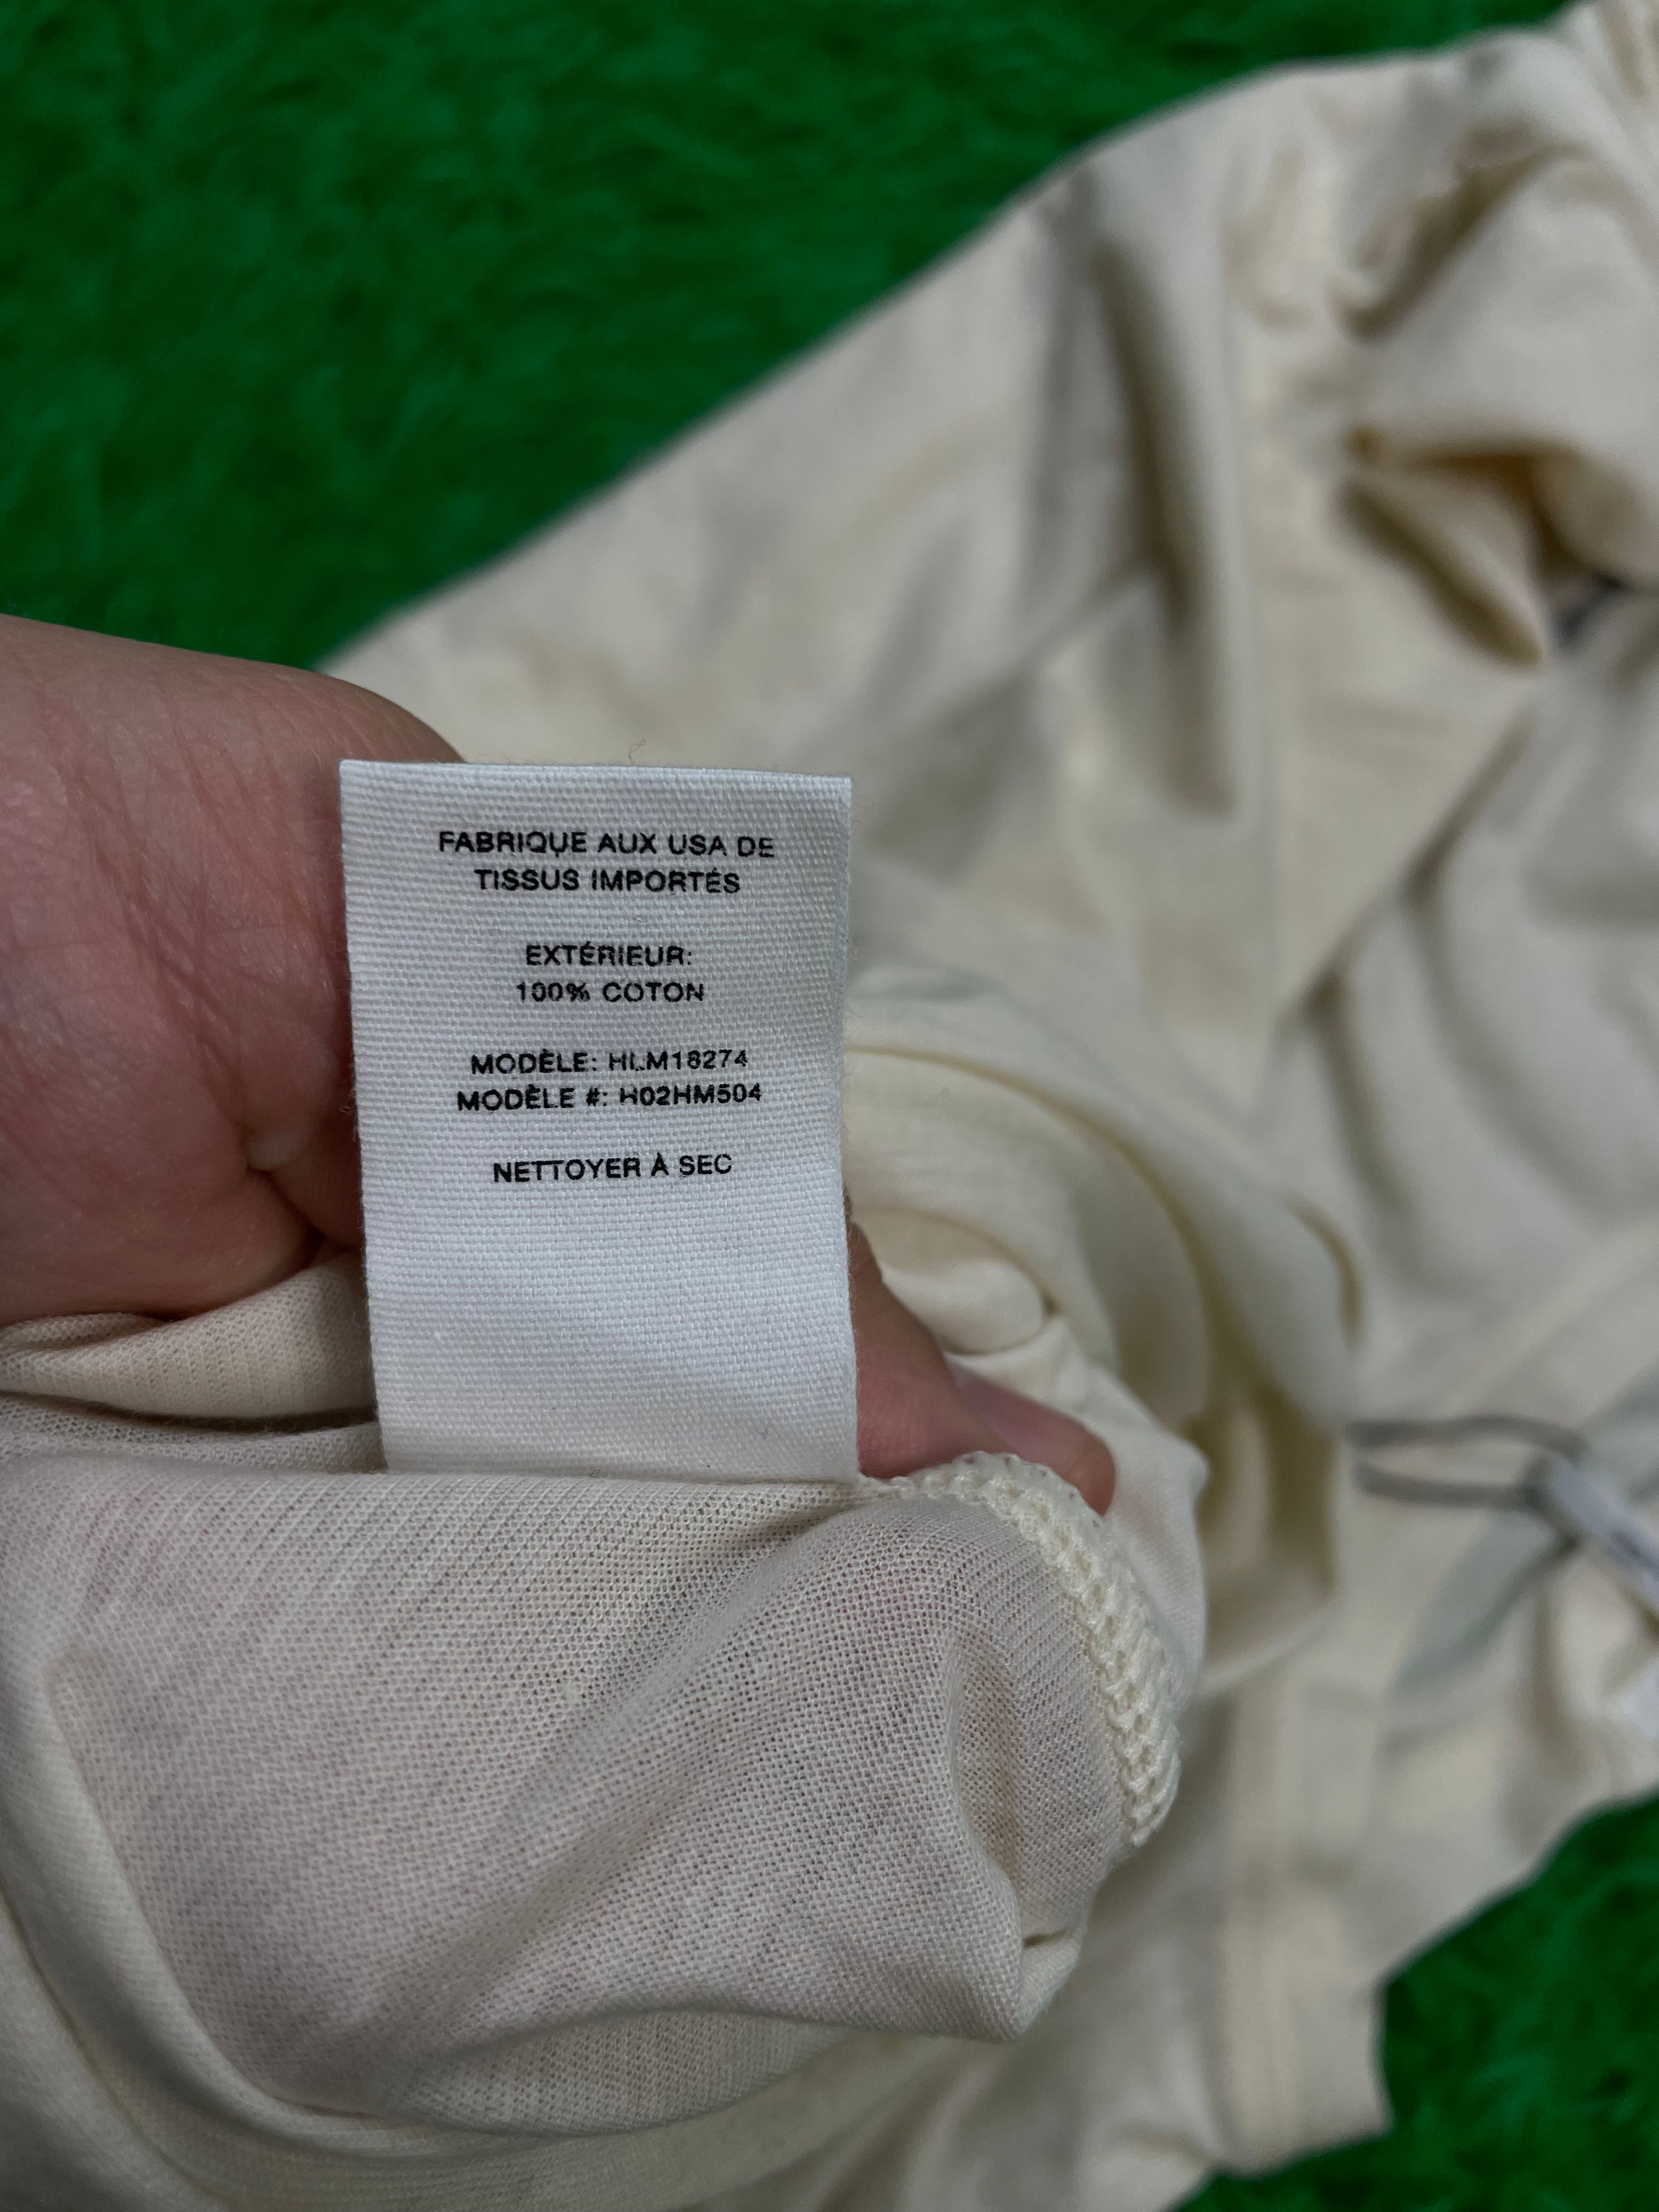 FABRIQUE AUX USA DE
TISSUS IMPORTÉS
EXTÉRIEUR:
100% COTON
MODÈLE: HLM18274
MODÈLE #: H02HM504
NETTOYER À SEC